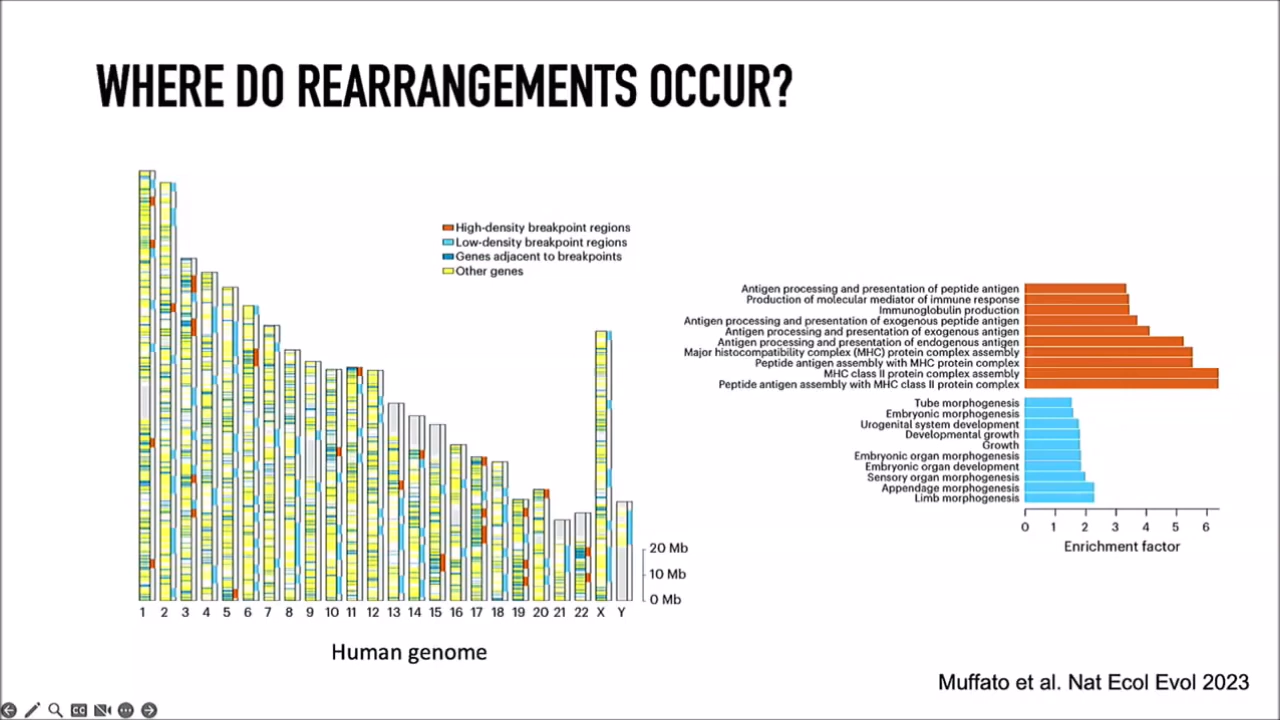 WHERE DO REARRANGEMENTS OCCUR?
High-density breakpoint regions
Low-density breakpoint regions
Genes adjacent to breakpoints
Other genes
20 Mb
10 Mb
0 Mb
1 2 3 4 5 6 7 8 9 10 11 12 13 14 15 16 17 18 19 20 21 22 X Y
Human genome
Antigen processing and presentation of peptide antigen
Production of molecular mediator of immune response
Immunoglobulin production
Antigen processing and presentation of exogenous peptide antigen
Antigen processing and presentation of exogenous antigen
Antigen processing and presentation of endogenous antigen
Major histocompatibility complex (MHC) protein complex assembly
Peptide antigen assembly with MHC protein complex
MHC class II protein complex assembly
Peptide antigen assembly with MHC class II protein complex
Tube morphogenesis
Embryonic morphogenesis
Urogenital system development
Developmental growth
Growth
Embryonic organ morphogenesis
Embryonic organ development
Sensory organ morphogenesis
Appendage morphogenesis
Limb morphogenesis
0 1 2 3 4 5 6
Enrichment factor
Muffato et al. Nat Ecol Evol 2023
CC